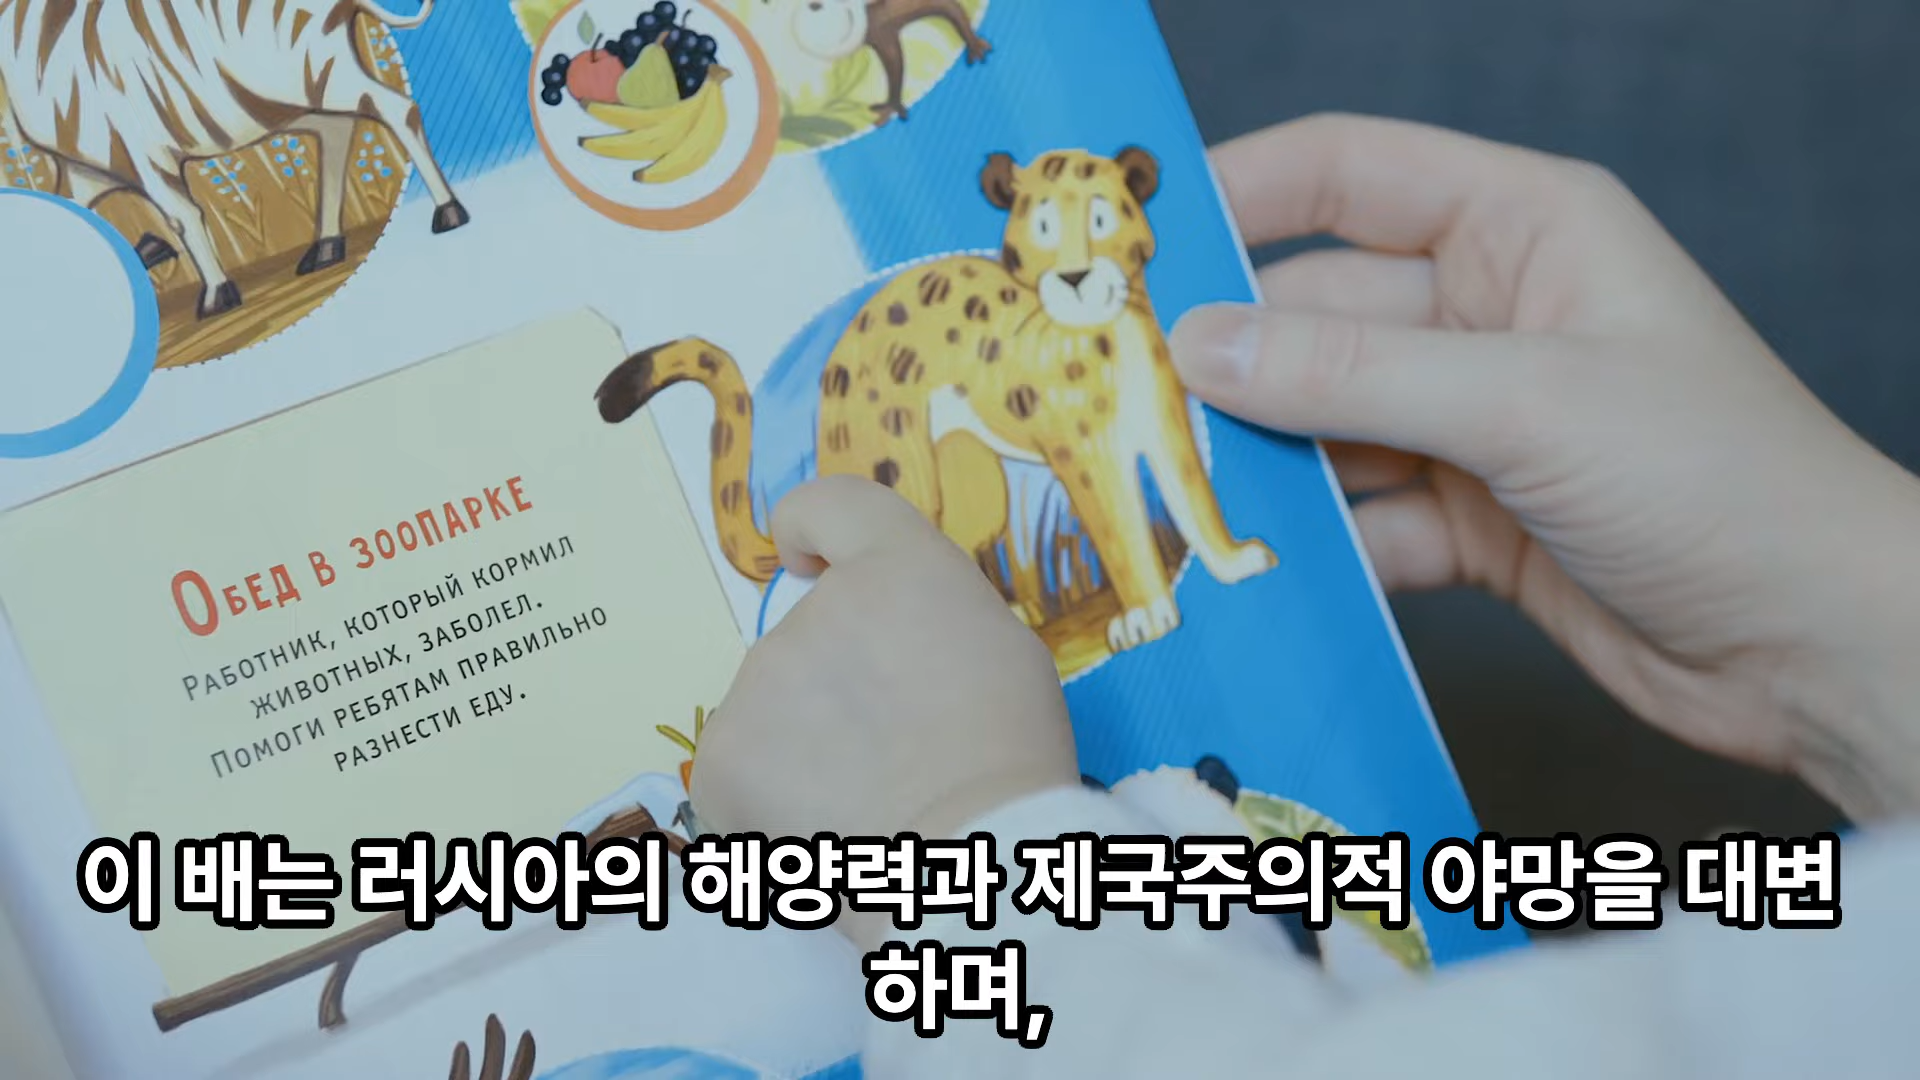 Обед в зоопарке
Работник, который кормил
животных, заболел.
Помоги ребятам правильно
разнести еду.
이 배는 러시아의 해양력과 제국주의적 야망을 대변
하며,